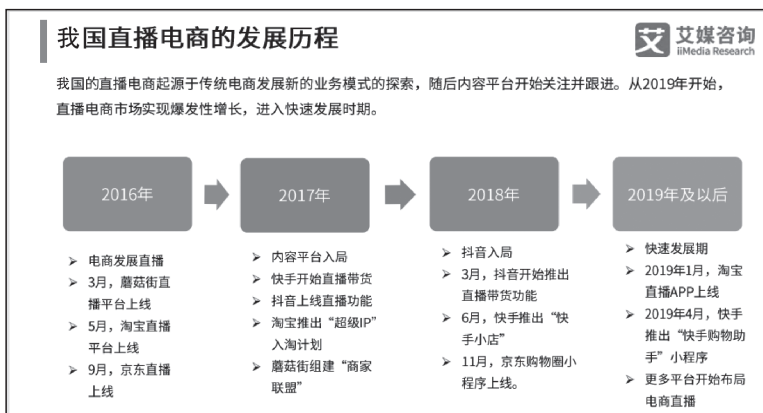 我国直播电商的发展历程
艾媒咨询
iiMedia Research
我国的直播电商起源于传统电商发展新的业务模式的探索，随后内容平台开始关注并跟进。从2019年开始，
直播电商市场实现爆发性增长，进入快速发展时期。
2016年
➢ 电商发展直播
➢ 3月，蘑菇街直
播平台上线
➢ 5月，淘宝直播
平台上线
➢ 9月，京东直播
上线
2017年
➢ 内容平台入局
➢ 快手开始直播带货
➢ 抖音上线直播功能
➢ 淘宝推出“超级IP”
入淘计划
➢ 蘑菇街组建“商家
联盟”
2018年
➢ 抖音入局
➢ 3月，抖音开始推出
直播带货功能
➢ 6月，快手推出“快
手小店”
➢ 11月，京东购物圈小
程序上线。
2019年及以后
➢ 快速发展期
➢ 2019年1月，淘宝
直播APP上线
➢ 2019年4月，快手
推出“快手购物助
手”小程序
➢ 更多平台开始布局
电商直播